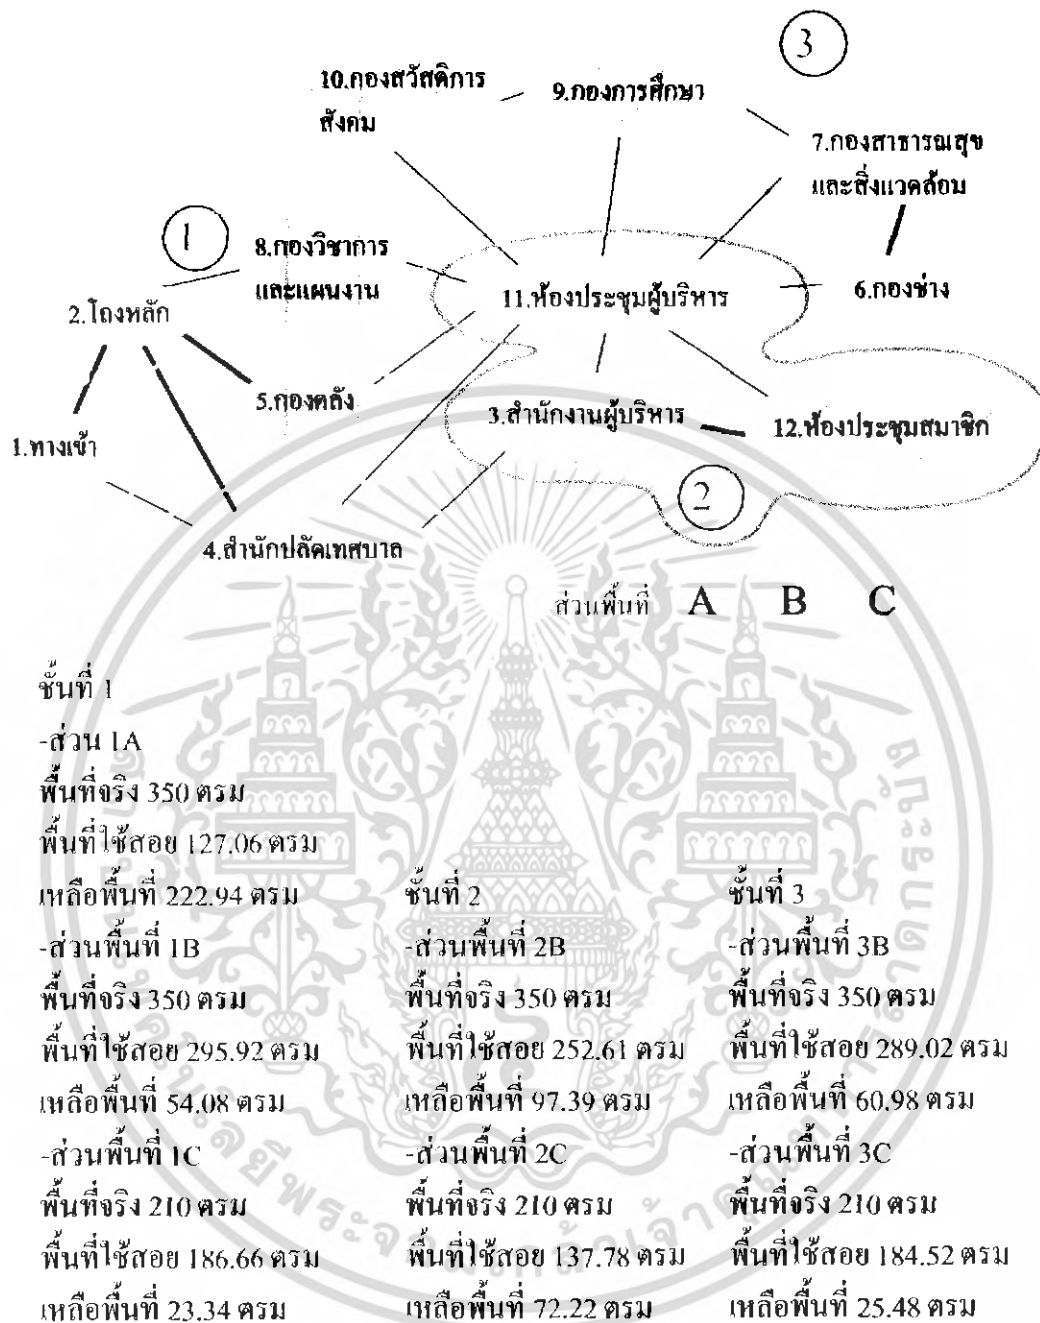 3
10.กองสวัสดิการ
สังคม
9.กองการศึกษา
7.กองสาธารณสุข
และสิ่งแวดล้อม
1
8.กองวิชาการ
และแผนงาน
2.โถงหลัก
11.ห้องประชุมผู้บริหาร
6.กองช่าง
5.กองคลัง
3.สำนักงานผู้บริหาร
12.ห้องประชุมสมาชิก
1.ทางเข้า
2
4.สำนักปลัดเทศบาล
ส่วนพื้นที่ A B C
ชั้นที่ 1
-ส่วน 1A
พื้นที่จริง 350 ตรม
พื้นที่ใช้สอย 127.06 ตรม
เหลือพื้นที่ 222.94 ตรม
-ส่วนพื้นที่ 1B
พื้นที่จริง 350 ตรม
พื้นที่ใช้สอย 295.92 ตรม
เหลือพื้นที่ 54.08 ตรม
-ส่วนพื้นที่ 1C
พื้นที่จริง 210 ตรม
พื้นที่ใช้สอย 186.66 ตรม
เหลือพื้นที่ 23.34 ตรม
ชั้นที่ 2
-ส่วนพื้นที่ 2B
พื้นที่จริง 350 ตรม
พื้นที่ใช้สอย 252.61 ตรม
เหลือพื้นที่ 97.39 ตรม
-ส่วนพื้นที่ 2C
พื้นที่จริง 210 ตรม
พื้นที่ใช้สอย 137.78 ตรม
เหลือพื้นที่ 72.22 ตรม
ชั้นที่ 3
-ส่วนพื้นที่ 3B
พื้นที่จริง 350 ตรม
พื้นที่ใช้สอย 289.02 ตรม
เหลือพื้นที่ 60.98 ตรม
-ส่วนพื้นที่ 3C
พื้นที่จริง 210 ตรม
พื้นที่ใช้สอย 184.52 ตรม
เหลือพื้นที่ 25.48 ตรม